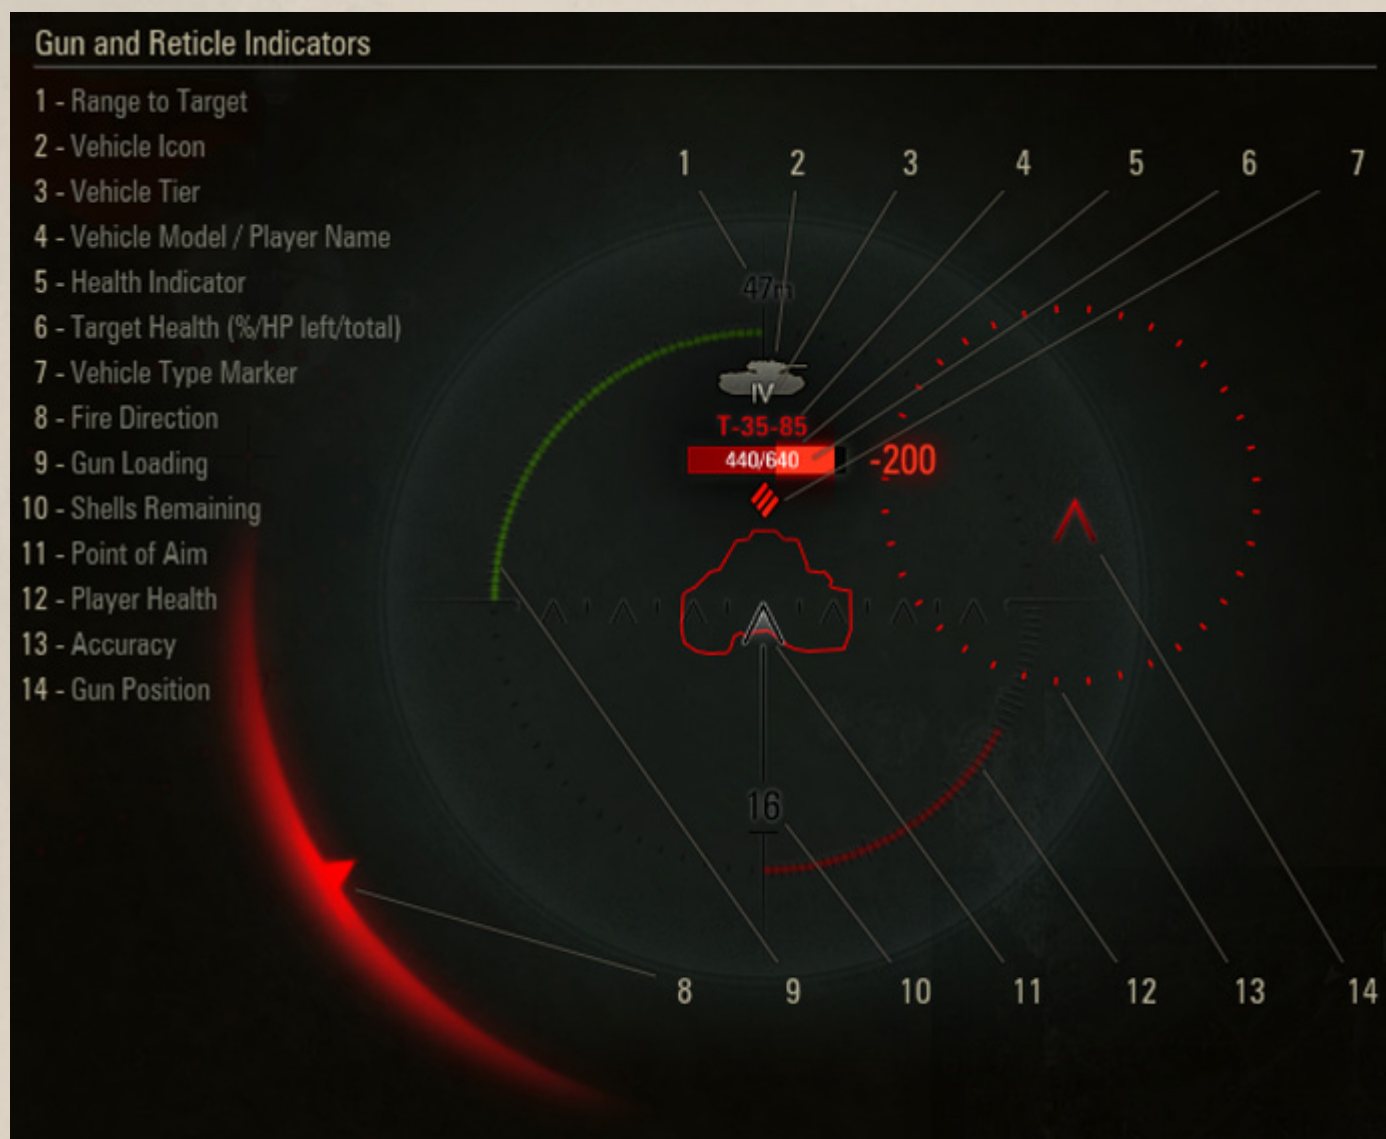 Gun and Reticle Indicators
1 - Range to Target
2 - Vehicle Icon
3 - Vehicle Tier
4 - Vehicle Model / Player Name
5 - Health Indicator
6 - Target Health (%/HP left/total)
7 - Vehicle Type Marker
8 - Fire Direction
9 - Gun Loading
10 - Shells Remaining
11 - Point of Aim
12 - Player Health
13 - Accuracy
14 - Gun Position
1 2 3 4 5 6 7
47m
IV
T-35-85
440/640 -200
16
8 9 10 11 12 13 14